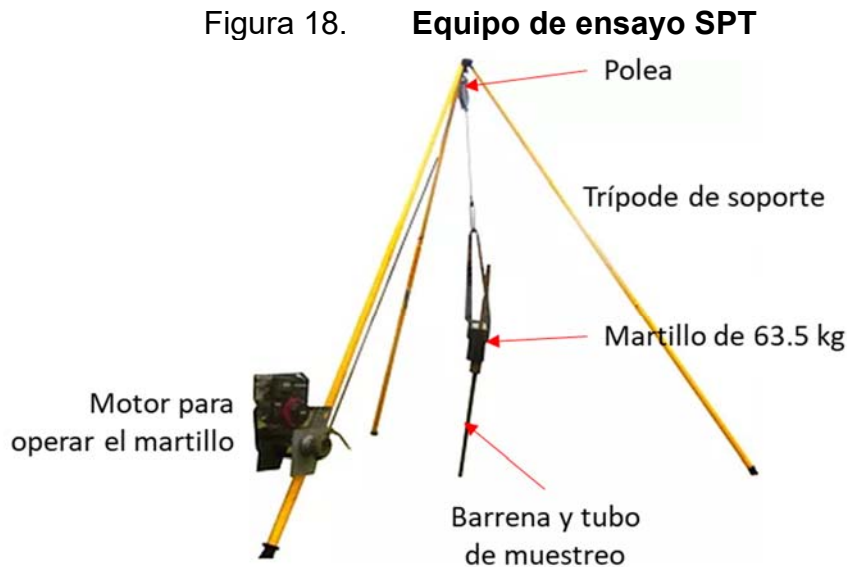 Figura 18. Equipo de ensayo SPT
Polea
Trípode de soporte
Martillo de 63.5 kg
Motor para
operar el martillo
Barrena y tubo
de muestreo